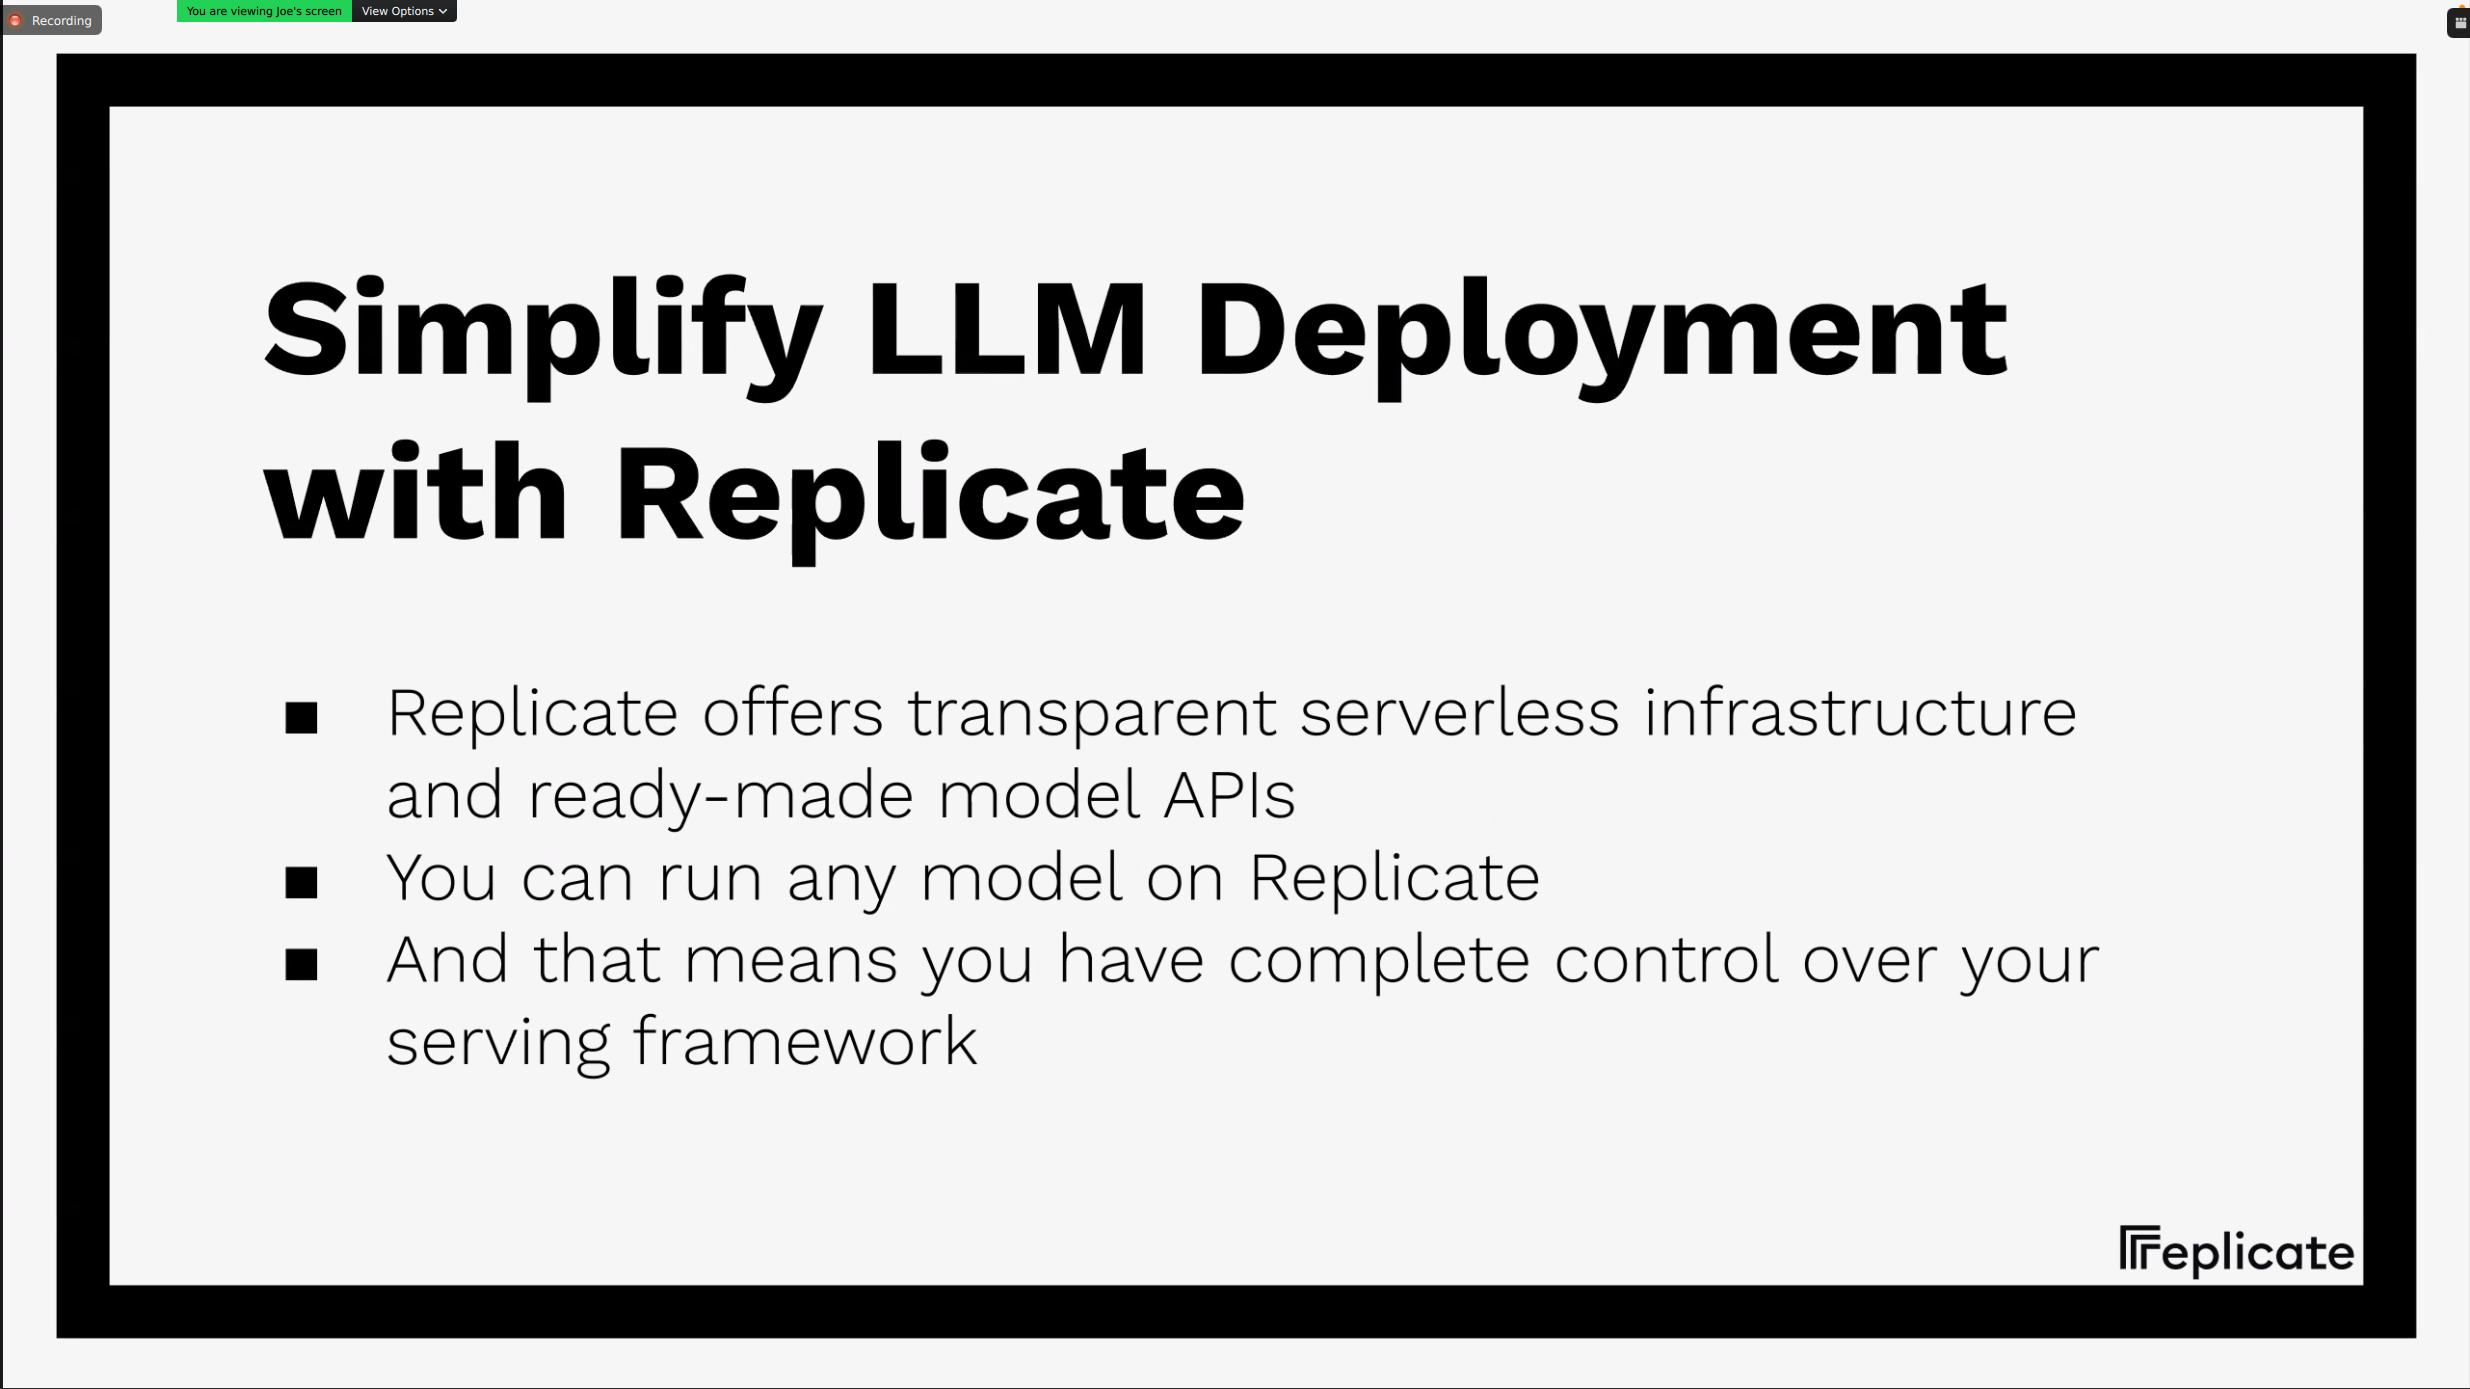 Recording
You are viewing Joe's screen
View Options
Simplify LLM Deployment
with Replicate
Replicate offers transparent serverless infrastructure
and ready-made model APIs
You can run any model on Replicate
And that means you have complete control over your
serving framework
replicate